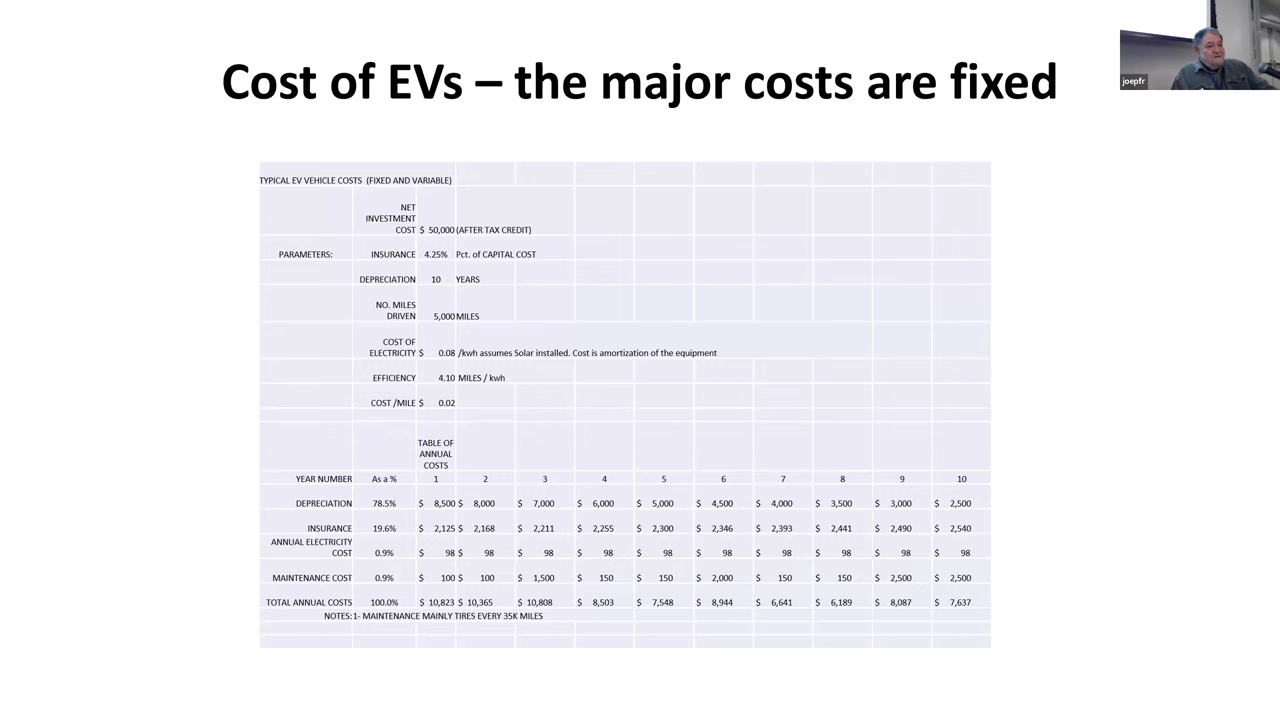 Cost of EVs – the major costs are fixed
joepfr
TYPICAL EV VEHICLE COSTS (FIXED AND VARIABLE)
NET
INVESTMENT
COST $ 50,000 (AFTER TAX CREDIT)
PARAMETERS: INSURANCE 4.25% Pct. of CAPITAL COST
DEPRECIATION 10 YEARS
NO. MILES
DRIVEN 5,000 MILES
COST OF
ELECTRICITY $ 0.08 /kwh assumes Solar installed. Cost is amortization of the equipment
EFFICIENCY 4.10 MILES / kwh
COST /MILE $ 0.02
TABLE OF
ANNUAL
COSTS
YEAR NUMBER As a % 1 2 3 4 5 6 7 8 9 10
DEPRECIATION 78.5% $ 8,500 $ 8,000 $ 7,000 $ 6,000 $ 5,000 $ 4,500 $ 4,000 $ 3,500 $ 3,000 $ 2,500
INSURANCE 19.6% $ 2,125 $ 2,168 $ 2,211 $ 2,255 $ 2,300 $ 2,346 $ 2,393 $ 2,441 $ 2,490 $ 2,540
ANNUAL ELECTRICITY
COST 0.9% $ 98 $ 98 $ 98 $ 98 $ 98 $ 98 $ 98 $ 98 $ 98 $ 98
MAINTENANCE COST 0.9% $ 100 $ 100 $ 1,500 $ 150 $ 150 $ 2,000 $ 150 $ 150 $ 2,500 $ 2,500
TOTAL ANNUAL COSTS 100.0% $ 10,823 $ 10,365 $ 10,808 $ 8,503 $ 7,548 $ 8,944 $ 6,641 $ 6,189 $ 8,087 $ 7,637
NOTES: 1- MAINTENANCE MAINLY TIRES EVERY 35K MILES